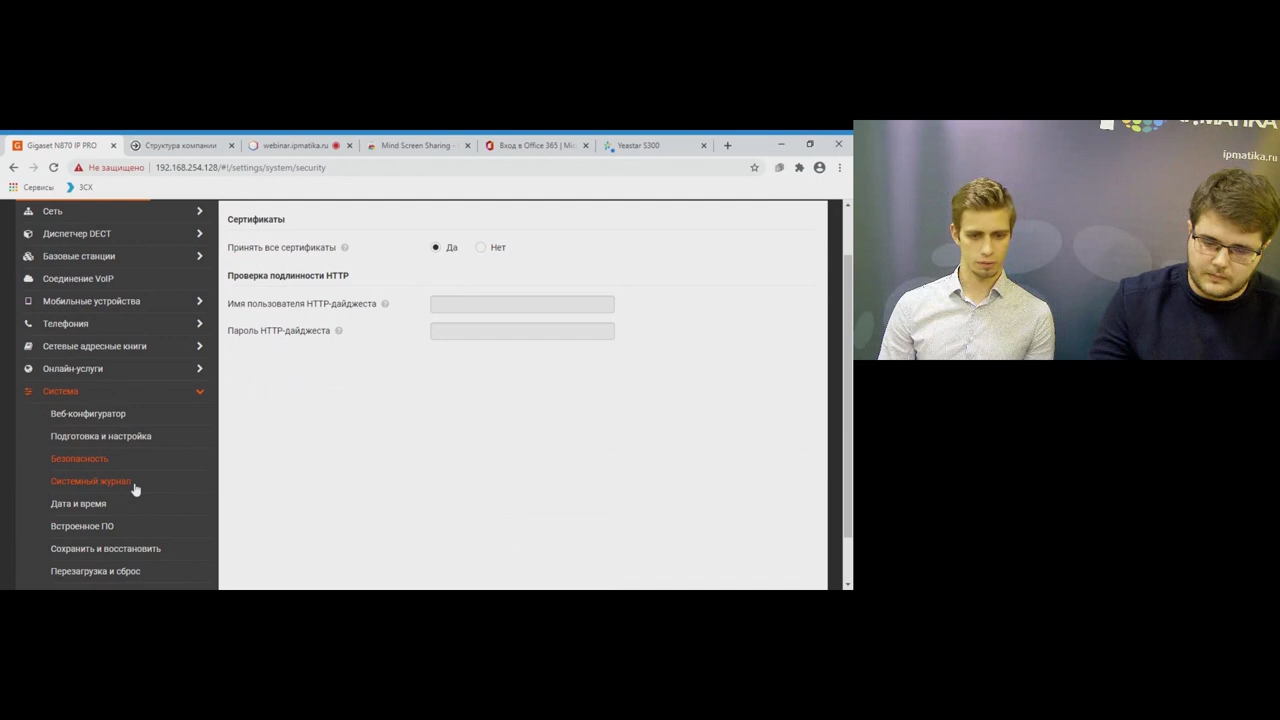 Gigaset N870 IP PRO
Структура компании
webinar.ipmatika.ru
Mind Screen Sharing -
Вход в Office 365 | Mic
Yeastar S300
Не защищено
192.168.254.128/#!/settings/system/security
Сервисы
3CX
Сеть
Диспетчер DECT
Базовые станции
Соединение VoIP
Мобильные устройства
Телефония
Сетевые адресные книги
Онлайн-услуги
Система
Веб-конфигуратор
Подготовка и настройка
Безопасность
Системный журнал
Дата и время
Встроенное ПО
Сохранить и восстановить
Перезагрузка и сброс
Сертификаты
Принять все сертификаты
Да
Нет
Проверка подлинности HTTP
Имя пользователя HTTP-дайджеста
Пароль HTTP-дайджеста
ipmatika.ru